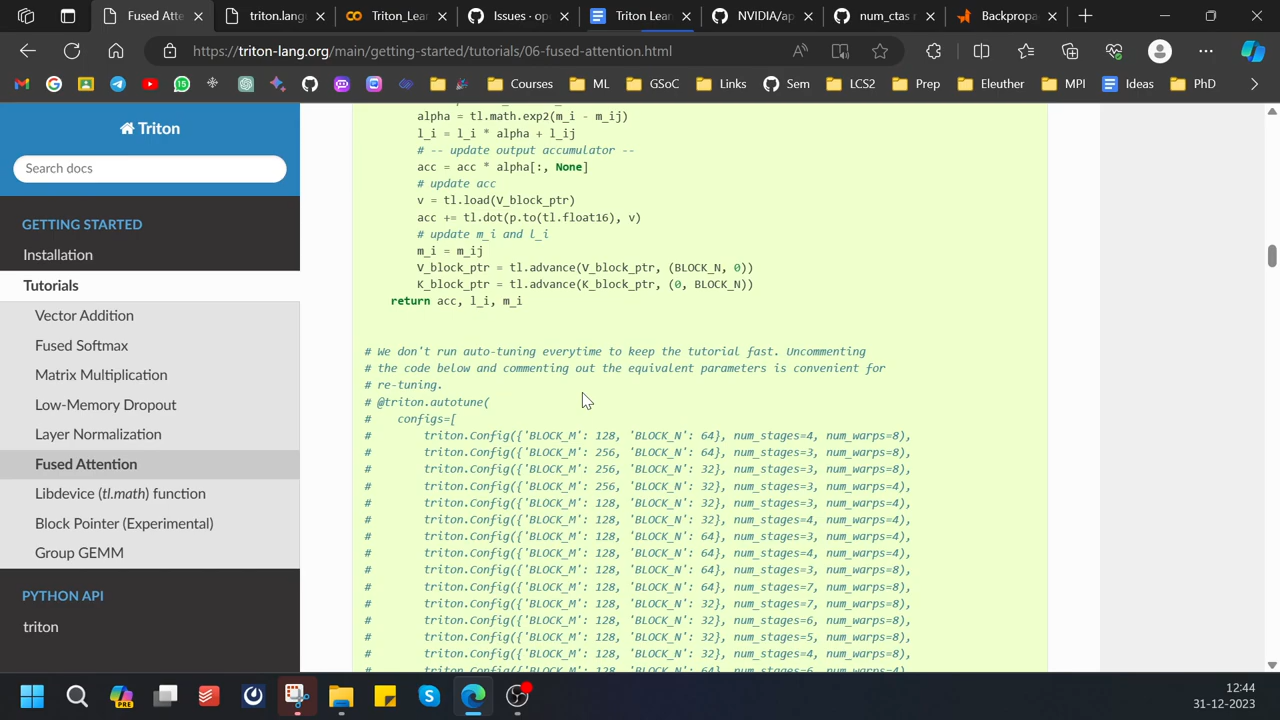 Fused Att
triton.lang
Triton_Lea
Issues · op
Triton Lear
NVIDIA/ap
num_ctas
Backpropa
https://triton-lang.org/main/getting-started/tutorials/06-fused-attention.html
Courses
ML
GSoC
Links
LCS2
Sem
Prep
Eleuther
MPI
Ideas
PhD
Triton
Search docs
GETTING STARTED
Installation
Tutorials
Vector Addition
Fused Softmax
Matrix Multiplication
Low-Memory Dropout
Layer Normalization
Fused Attention
Libdevice (tl.math) function
Block Pointer (Experimental)
Group GEMM
PYTHON API
triton
alpha = tl.math.exp2(m_i - m_ij)
l_i = l_i * alpha + l_ij
# -- update output accumulator --
acc = acc * alpha[:, None]
# update acc
v = tl.load(V_block_ptr)
acc += tl.dot(p.to(tl.float16), v)
# update m_i and l_i
m_i = m_ij
V_block_ptr = tl.advance(V_block_ptr, (BLOCK_N, 0))
K_block_ptr = tl.advance(K_block_ptr, (0, BLOCK_N))
return acc, l_i, m_i
# We don't run auto-tuning everytime to keep the tutorial fast. Uncommenting
# the code below and commenting out the equivalent parameters is convenient for
# re-tuning.
# @triton.autotune(
# configs=[
# triton.Config({'BLOCK_M': 128, 'BLOCK_N': 64}, num_stages=4, num_warps=8),
# triton.Config({'BLOCK_M': 256, 'BLOCK_N': 64}, num_stages=3, num_warps=8),
# triton.Config({'BLOCK_M': 256, 'BLOCK_N': 32}, num_stages=3, num_warps=8),
# triton.Config({'BLOCK_M': 256, 'BLOCK_N': 32}, num_stages=3, num_warps=4),
# triton.Config({'BLOCK_M': 128, 'BLOCK_N': 32}, num_stages=3, num_warps=4),
# triton.Config({'BLOCK_M': 128, 'BLOCK_N': 32}, num_stages=4, num_warps=4),
# triton.Config({'BLOCK_M': 128, 'BLOCK_N': 64}, num_stages=3, num_warps=4),
# triton.Config({'BLOCK_M': 128, 'BLOCK_N': 64}, num_stages=4, num_warps=4),
# triton.Config({'BLOCK_M': 128, 'BLOCK_N': 64}, num_stages=3, num_warps=8),
# triton.Config({'BLOCK_M': 128, 'BLOCK_N': 64}, num_stages=7, num_warps=8),
# triton.Config({'BLOCK_M': 128, 'BLOCK_N': 32}, num_stages=7, num_warps=8),
# triton.Config({'BLOCK_M': 128, 'BLOCK_N': 32}, num_stages=6, num_warps=8),
# triton.Config({'BLOCK_M': 128, 'BLOCK_N': 32}, num_stages=5, num_warps=8),
# triton.Config({'BLOCK_M': 128, 'BLOCK_N': 32}, num_stages=4, num_warps=8),
# triton.Config({'BLOCK_M': 128, 'BLOCK_N': 64}, num_stages=6, num_warps=4),
12:44
31-12-2023